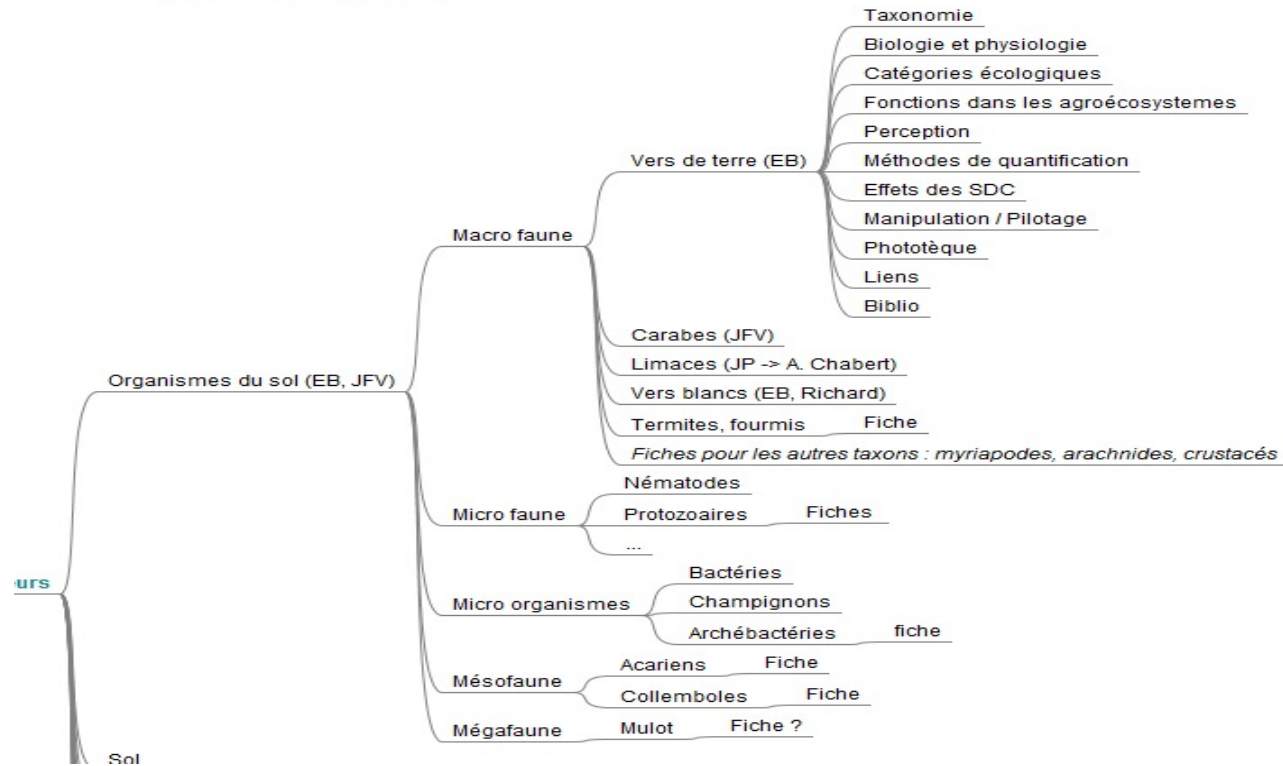 Taxonomie
Biologie et physiologie
Catégories écologiques
Fonctions dans les agroécosystemes
Perception
Vers de terre (EB)
Méthodes de quantification
Effets des SDC
Manipulation / Pilotage
Macro faune
Phototèque
Liens
Biblio
Carabes (JFV)
Limaces (JP -> A. Chabert)
Organismes du sol (EB, JFV)
Vers blancs (EB, Richard)
Termites, fourmis Fiche
Fiches pour les autres taxon : myriapodes, arachnides, crustacés
Nématodes
Micro faune
Protozoaires Fiches
...
urs
Bactéries
Micro organismes
Champignons
Archébactéries fiche
Acariens Fiche
Mésofaune
Collemboles Fiche
Mégafaune Mulot Fiche ?
Sol